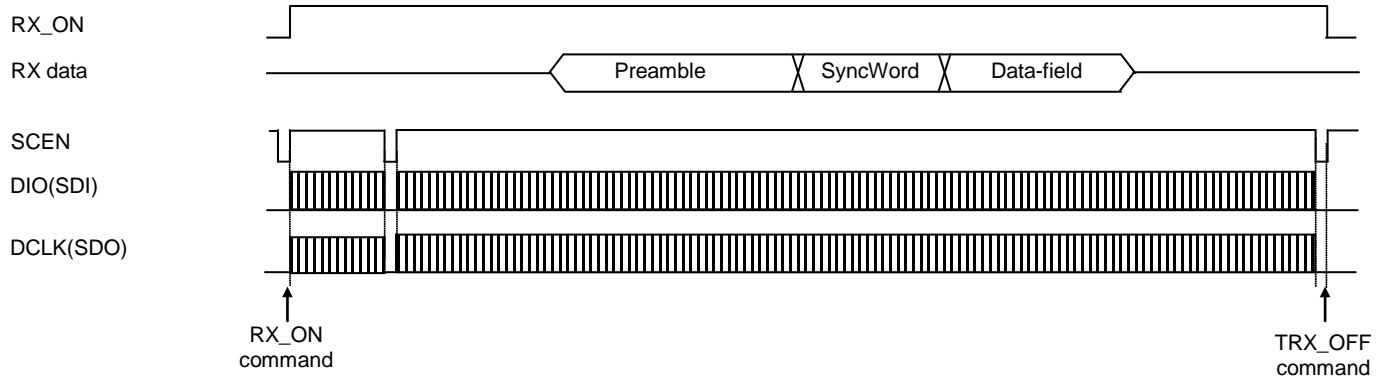 RX_ON
RX data
Preamble SyncWord Data-field
SCEN
DIO(SDI)
DCLK(SDO)
RX_ON
command
TRX_OFF
command